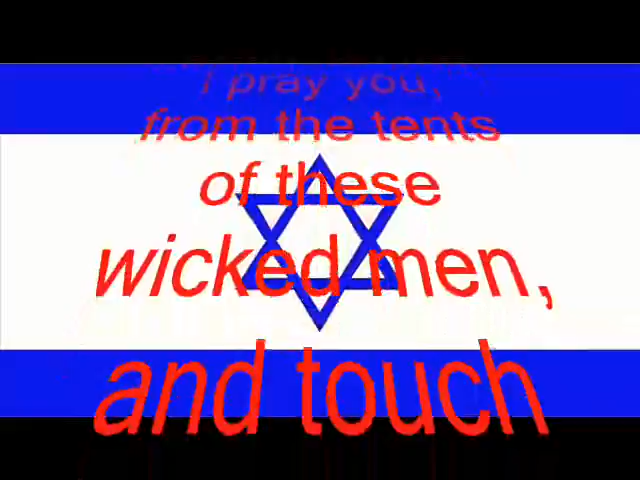 I pray you,
from the tents
of these
wicked men,
and touch